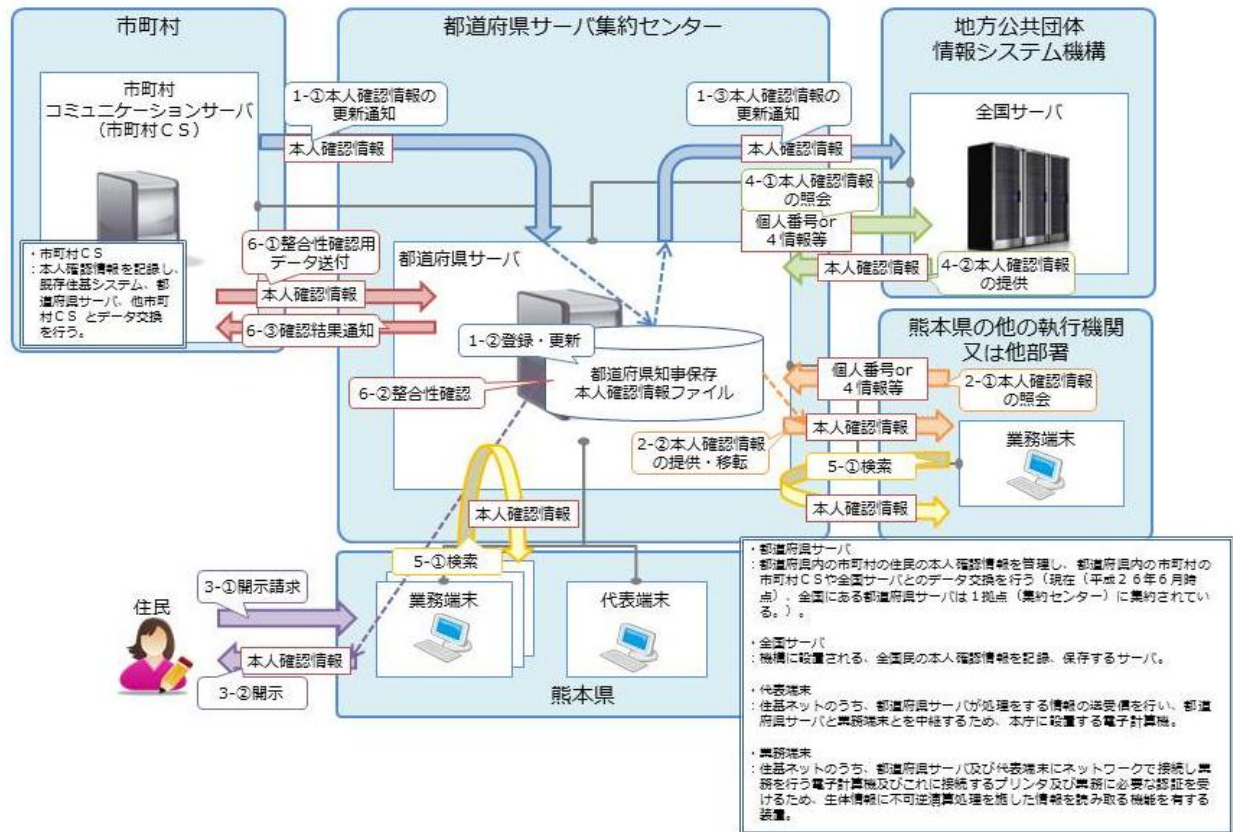 市町村
都道府県サーバ集約センター
地方公共団体
情報システム機構
市町村
コミュニケーションサーバ
（市町村ＣＳ）
1-①本人確認情報の
更新通知
本人確認情報
1-③本人確認情報の
更新通知
本人確認情報
全国サーバ
4-①本人確認情報
の照会
個人番号or
４情報等
本人確認情報
4-②本人確認情報
の提供
・市町村ＣＳ
：本人確認情報を記録し、
既存住基システム、都
道府県サーバ、他市町
村ＣＳ とデータ交換
を行う。
6-①整合性確認用
データ送付
本人確認情報
6-③確認結果通知
都道府県サーバ
1-②登録・更新
6-②整合性確認
都道府県知事保存
本人確認情報ファイル
熊本県の他の執行機関
又は他部署
個人番号or
４情報等
2-①本人確認情報
の照会
本人確認情報
2-②本人確認情報
の提供・移転
業務端末
5-①検索
本人確認情報
本人確認情報
5-①検索
業務端末
代表端末
熊本県
住民
3-①開示請求
本人確認情報
3-②開示
・都道府県サーバ
：都道府県内の市町村の住民の本人確認情報を管理し、都道府県内の市町村の
市町村ＣＳや全国サーバとのデータ交換を行う（現在（平成２６年６月時
点）、全国にある都道府県サーバは１拠点（集約センター）に集約されてい
る。）。
・全国サーバ
：機構に設置される、全国民の本人確認情報を記録、保存するサーバ。
・代表端末
：住基ネットのうち、都道府県サーバが処理をする情報の送受信を行い、都道
府県サーバと業務端末とを中継するため、本庁に設置する電子計算機。
・業務端末
：住基ネットのうち、都道府県サーバ及び代表端末にネットワークで接続し業
務を行う電子計算機及びこれに接続するプリンタ及び業務に必要な認証を受
けるため、生体情報に不可逆演算処理を施した情報を読み取る機能を有する
装置。